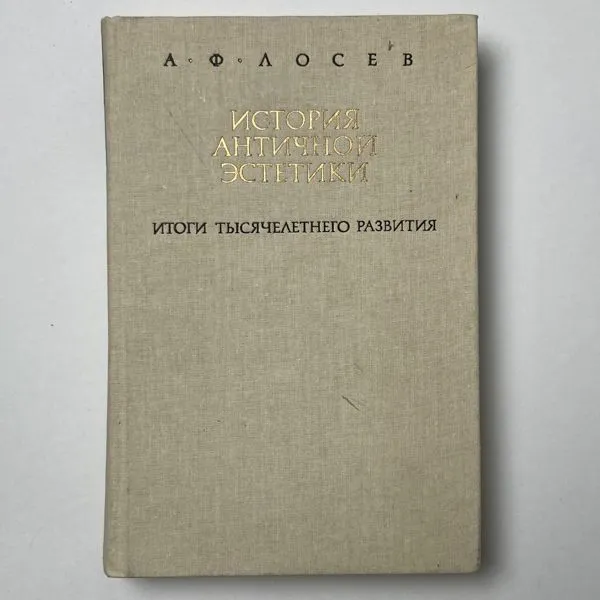 А · Ф · ЛОСЕВ
ИСТОРИЯ
АНТИЧНОЙ
ЭСТЕТИКИ
ИТОГИ ТЫСЯЧЕЛЕТНЕГО РАЗВИТИЯ